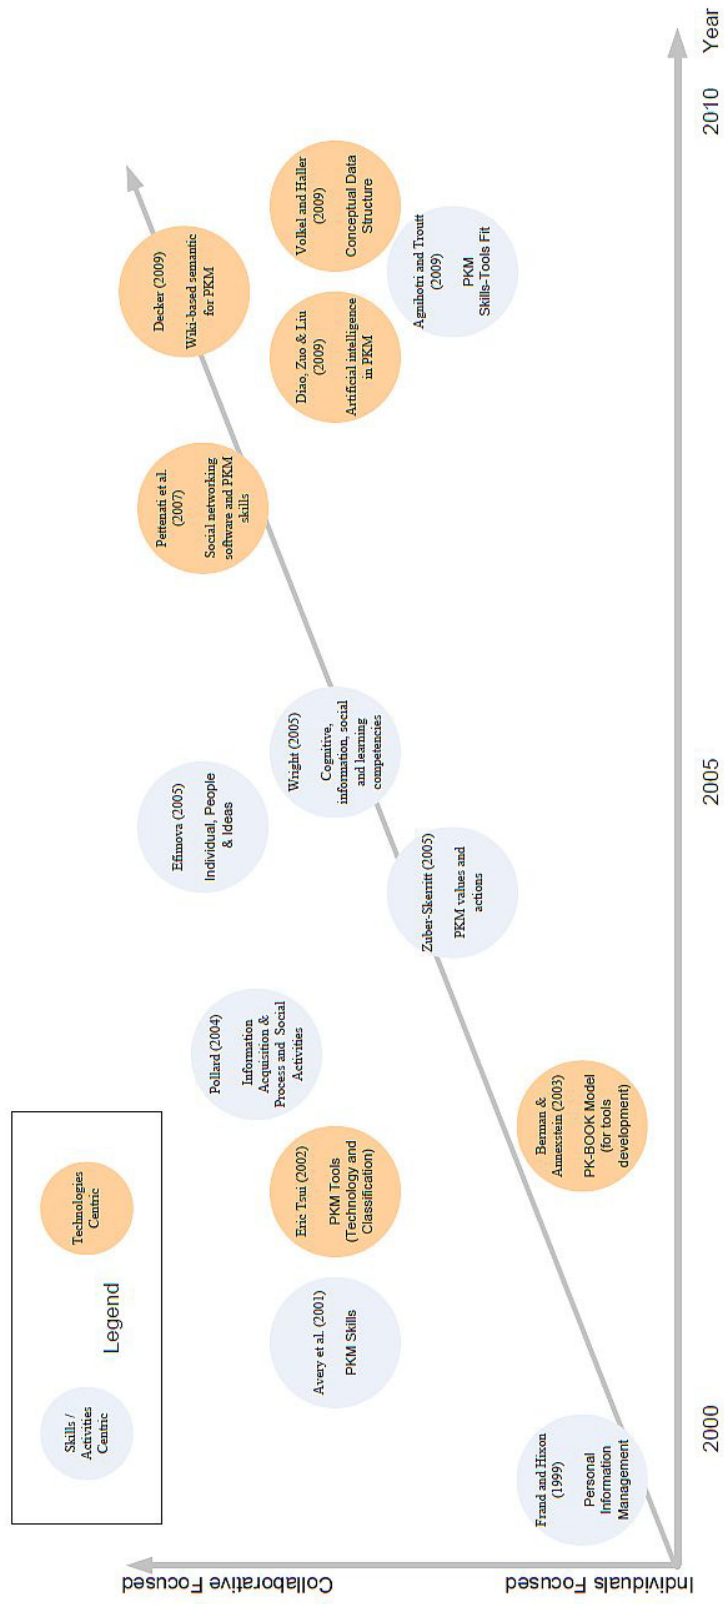 Skills /
Activities
Centric
Technologies
Centric
Legend
Collaborative Focused
Individuals Focused
Frand and Hixon
(1999)
Personal
Information
Management
Avery et al. (2001)
PKM Skills
Eric Tsui (2002)
PKM Tools
(Technology and
Classification)
Berman &
Annexstein (2003)
PK-BOOK Model
(for tools
development)
Pollard (2004)
Information
Acquisition &
Process and Social
Activities
Zuber-Skerritt (2005)
PKM values and
actions
Efimova (2005)
Individual, People
& Ideas
Wright (2005)
Cognitive,
information, social
and learning
competencies
Pettenati et al.
(2007)
Social networking
software and PKM
skills
Diao, Zuo & Liu
(2009)
Artificial intelligence
in PKM
Decker (2009)
Wiki-based semantic
for PKM
Agnihotri and Troutt
(2009)
PKM
Skills-Tools Fit
Volkel and Haller
(2009)
Conceptual Data
Structure
2000
2005
2010
Year